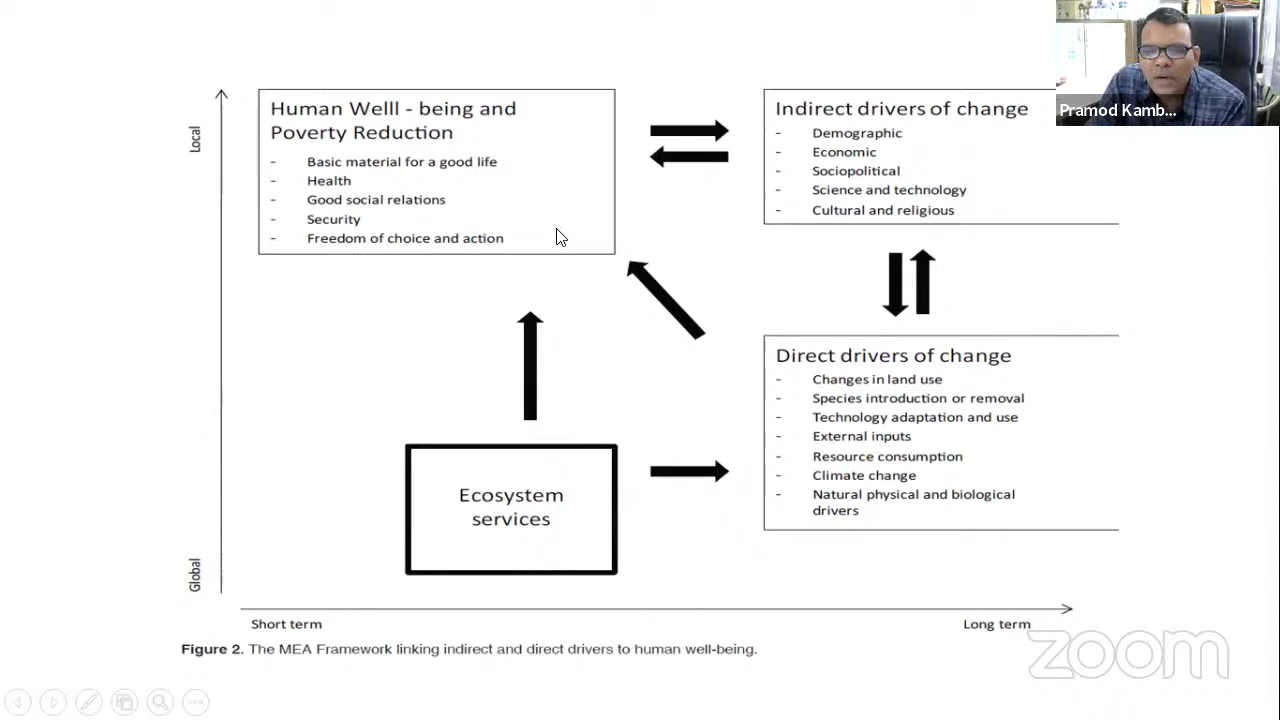 Local
Human Welll - being and
Poverty Reduction
- Basic material for a good life
- Health
- Good social relations
- Security
- Freedom of choice and action
Indirect drivers of change
- Demographic
- Economic
- Sociopolitical
- Science and technology
- Cultural and religious
Pramod Kamb...
Direct drivers of change
- Changes in land use
- Species introduction or removal
- Technology adaptation and use
- External inputs
- Resource consumption
- Climate change
- Natural physical and biological
drivers
Ecosystem
services
Global
Short term
Long term
Figure 2. The MEA Framework linking indirect and direct drivers to human well-being.
zoom